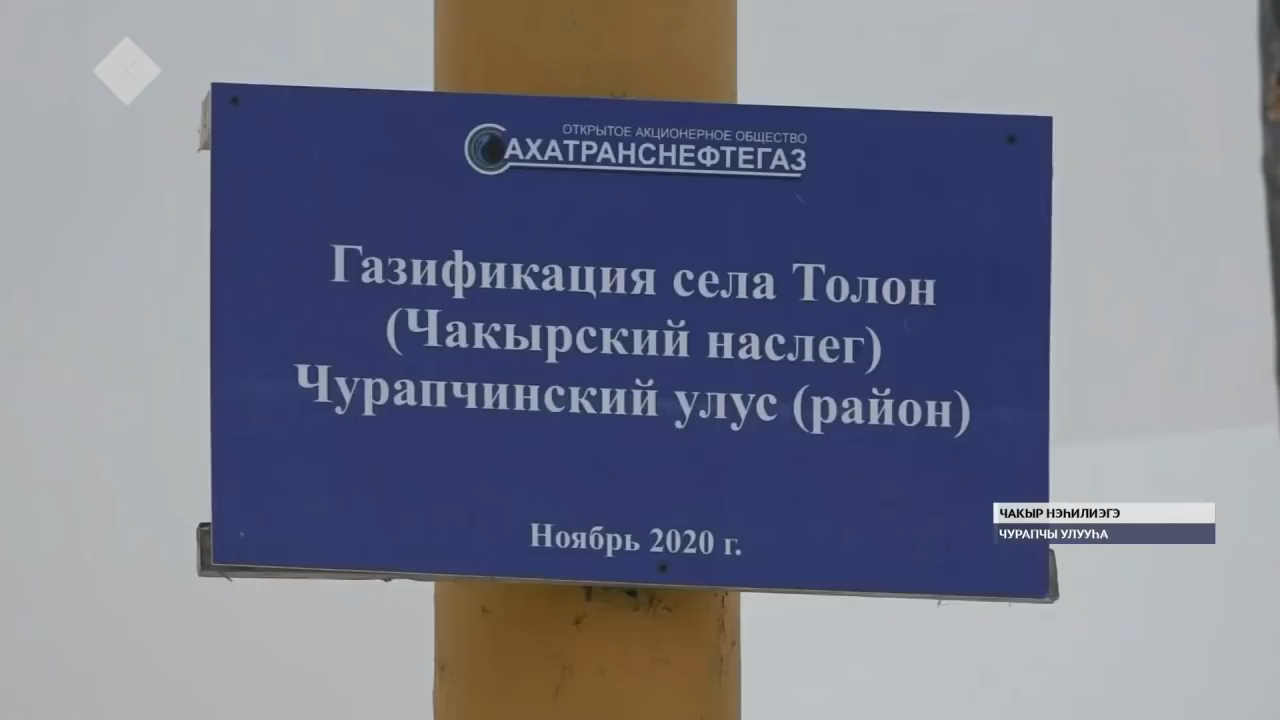 ОТКРЫТОЕ АКЦИОНЕРНОЕ ОБЩЕСТВО
САХАТРАНСНЕФТЕГАЗ
Газификация села Толон
(Чакырский наслег)
Чурапчинский улус (район)
Ноябрь 2020 г.
ЧАКЫР НЭҺИЛИЭГЭ
ЧУРАПЧЫ УЛУУҺА